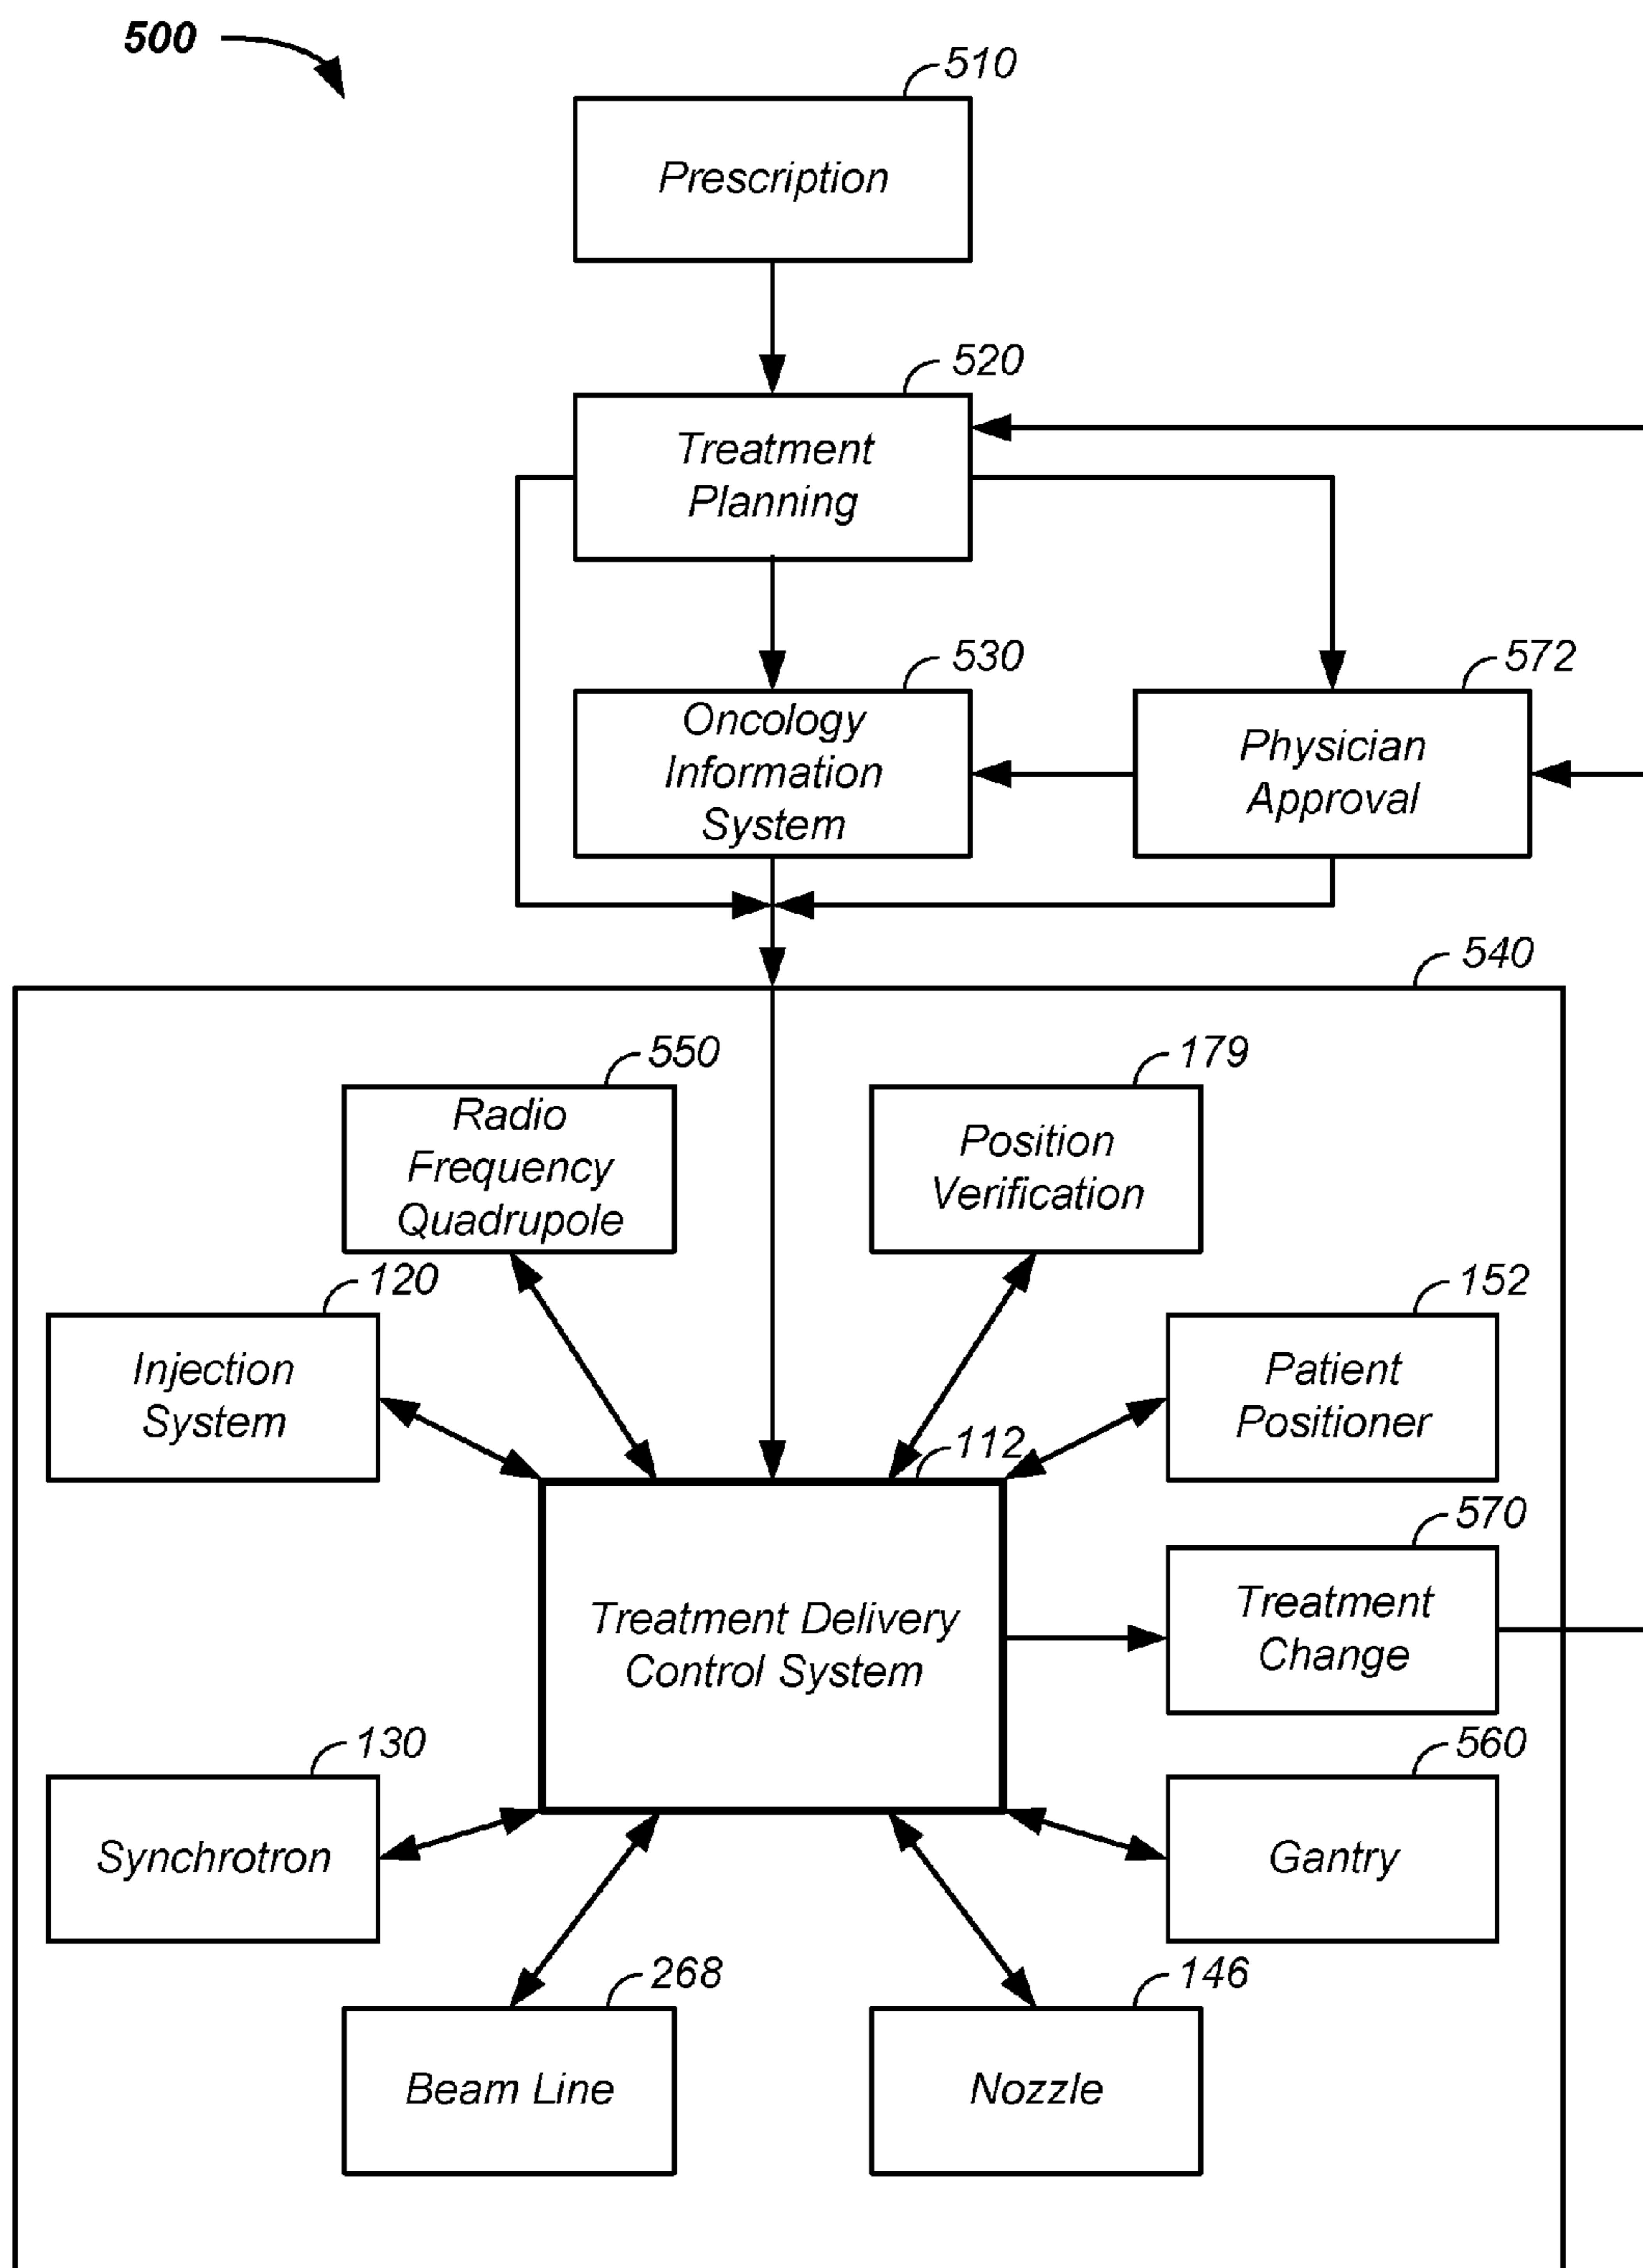 500
510
Prescription
520
Treatment
Planning
530
Oncology
Information
System
572
Physician
Approval
540
550
Radio
Frequency
Quadrupole
179
Position
Verification
120
Injection
System
152
Patient
Positioner
112
Treatment Delivery
Control System
570
Treatment
Change
130
Synchrotron
560
Gantry
268
Beam Line
146
Nozzle